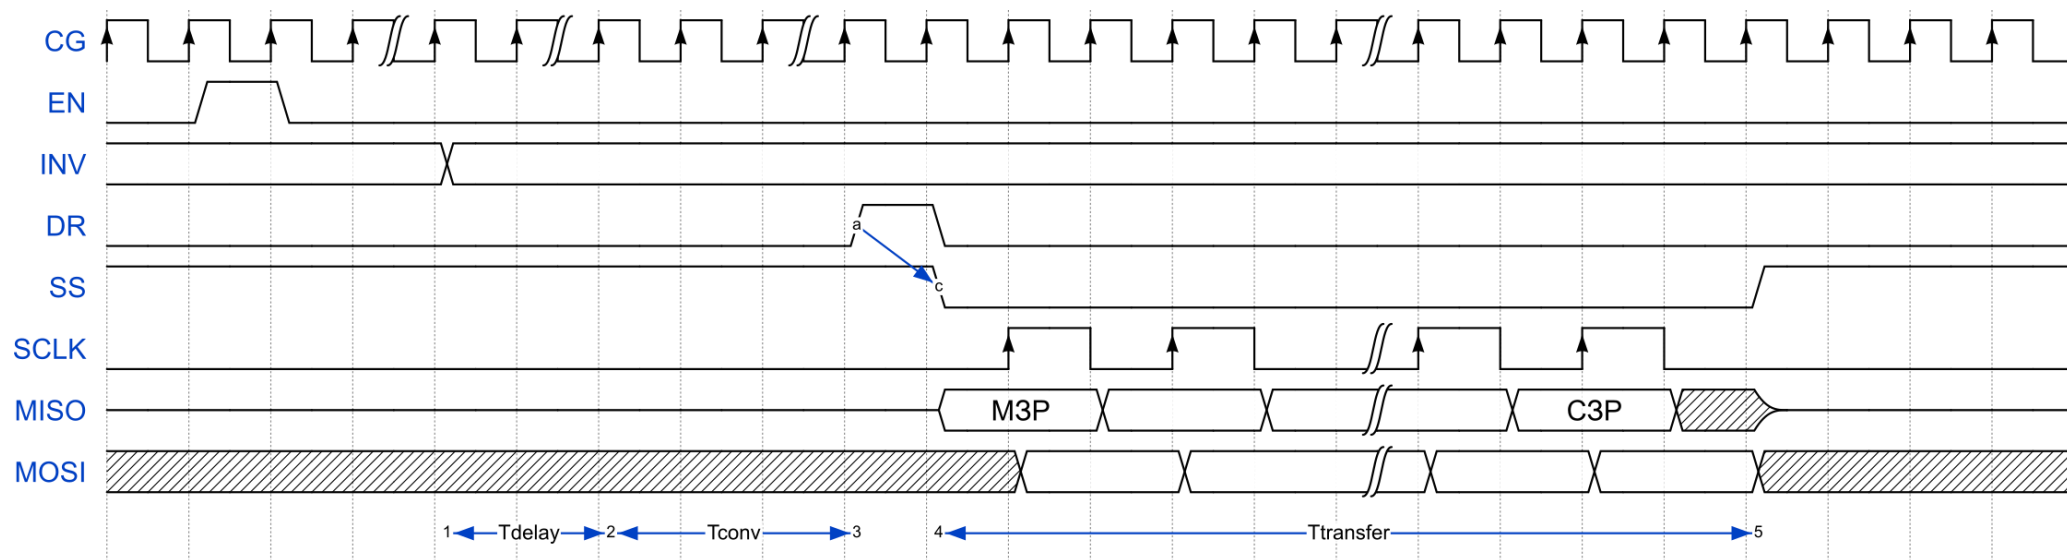 CG
EN
INV
DR a
SS c
SCLK
MISO M3P C3P
MOSI
1 Tdelay 2 Tconv 3 4 Ttransfer 5